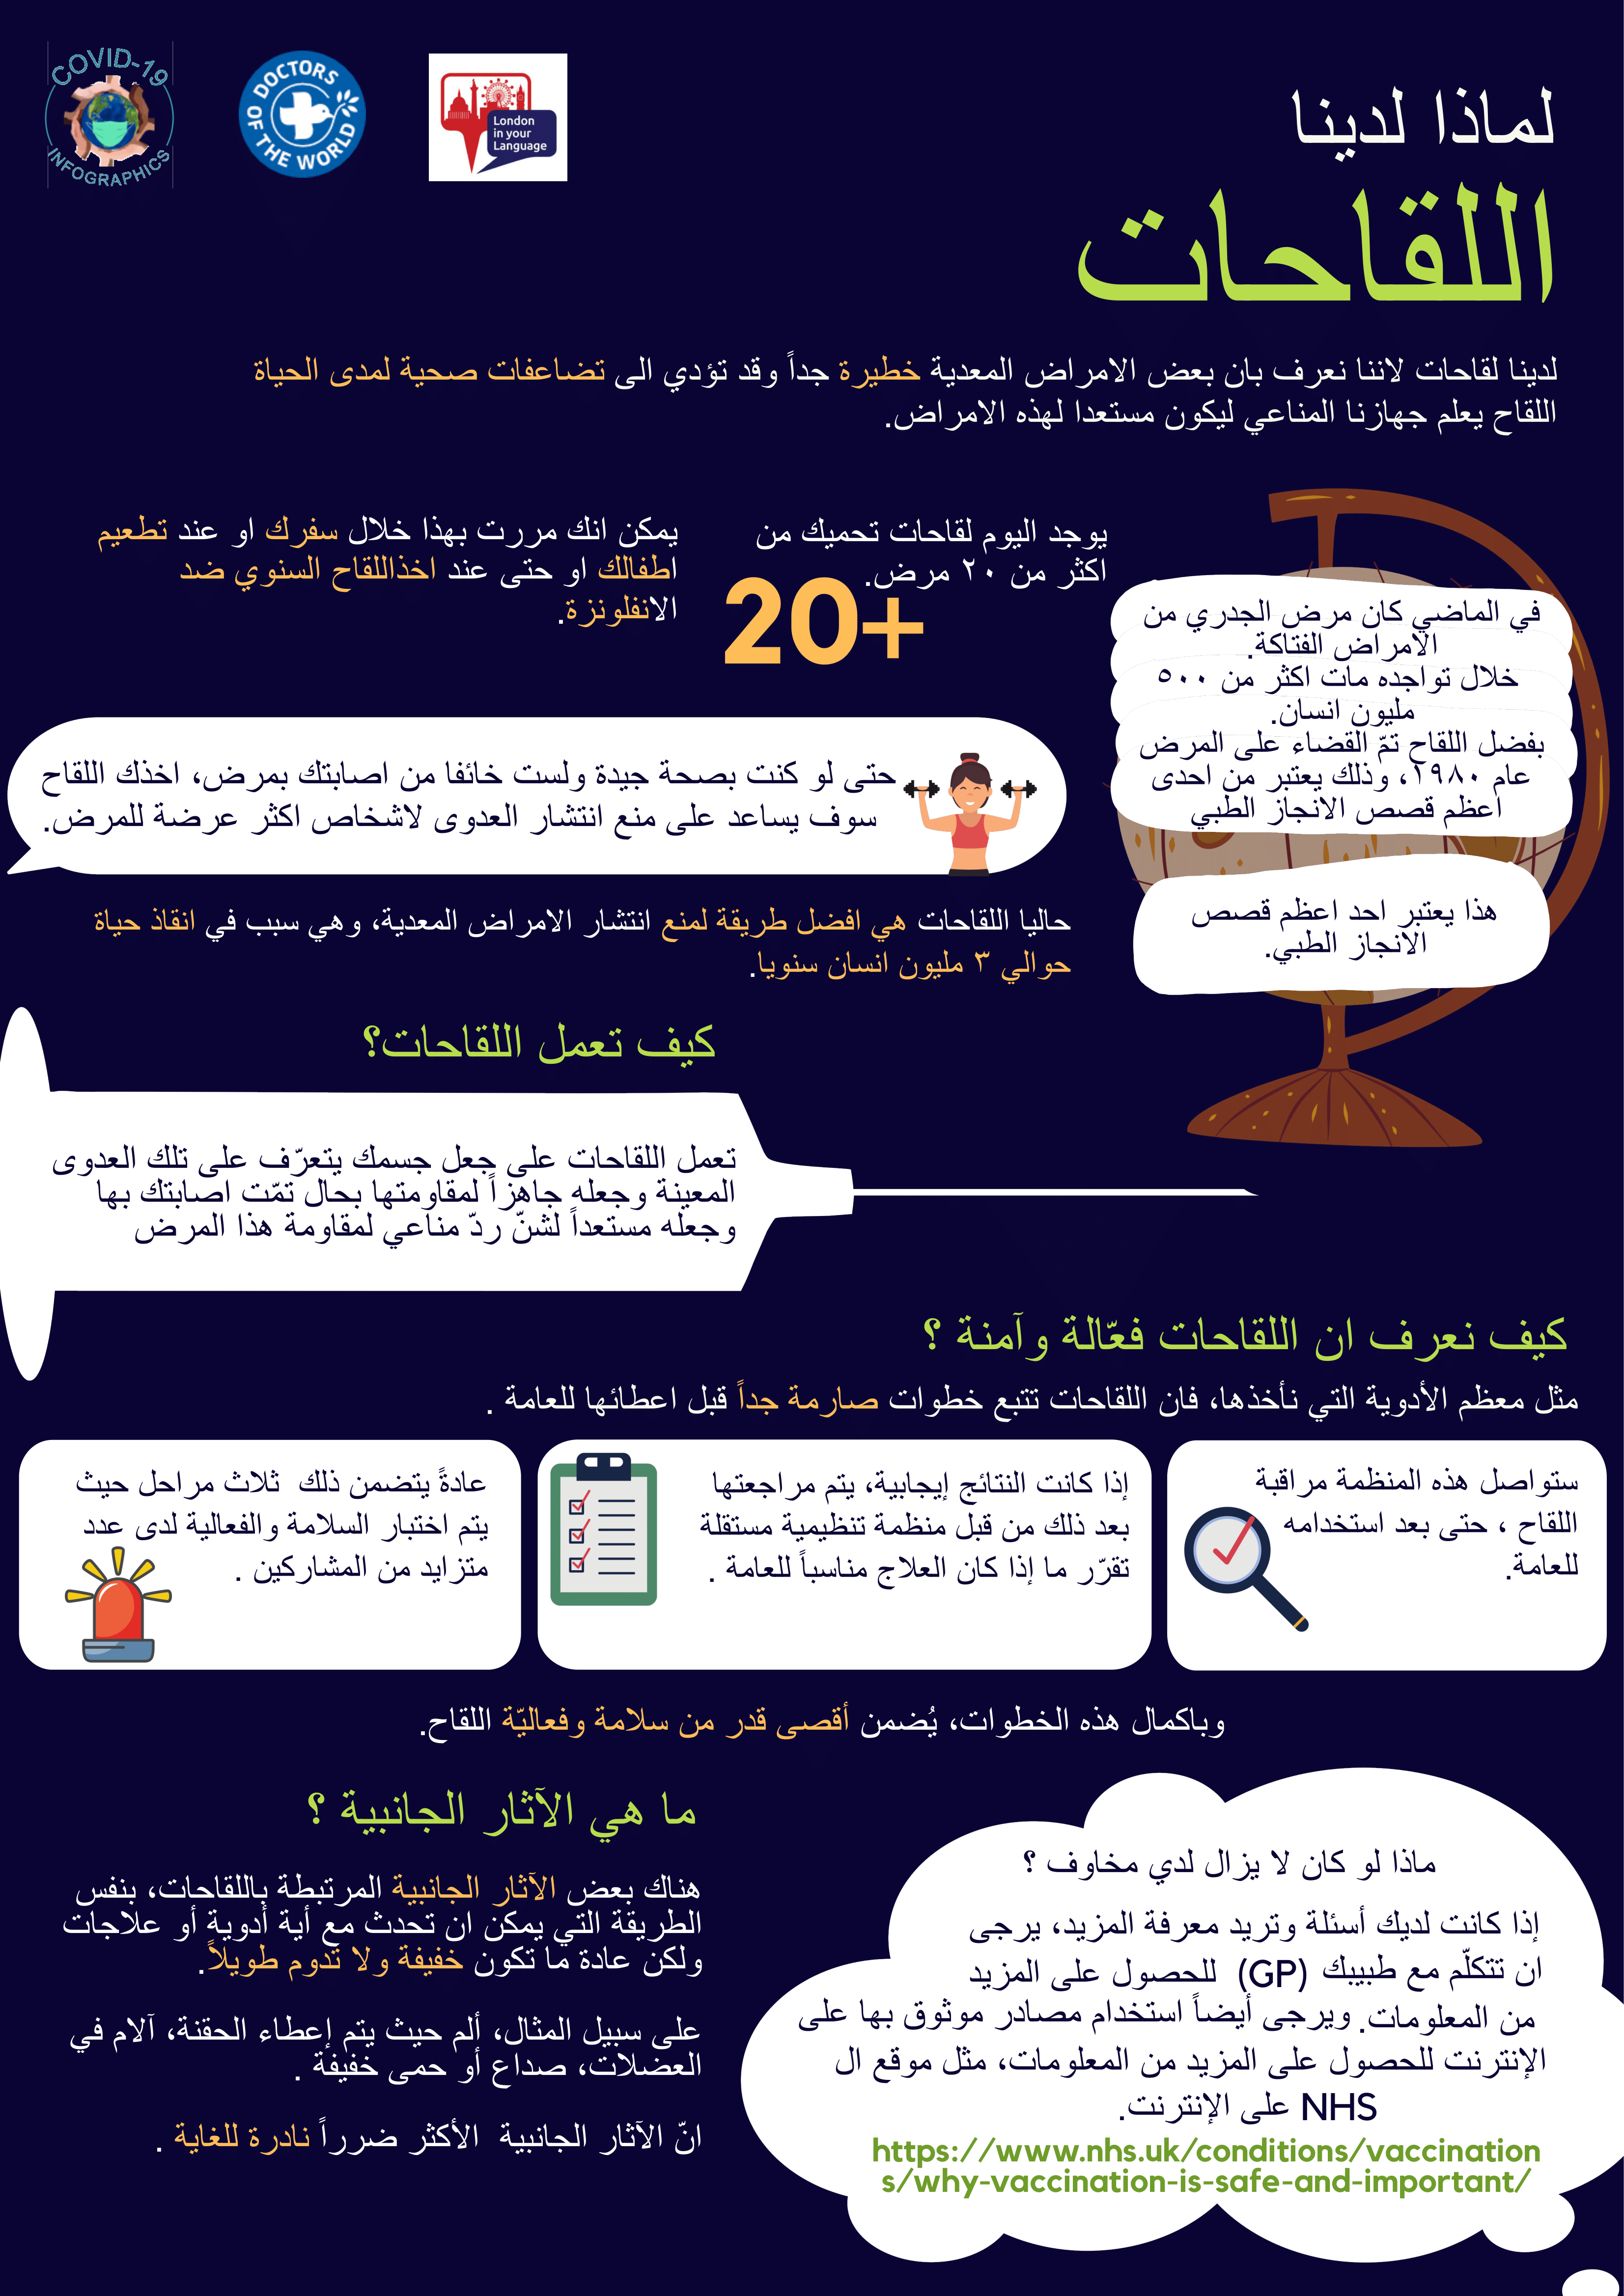 COVID-19
INFOGRAPHICS
DOCTORS
OF THE WORLD
London
in your
Language
لماذا لدينا
اللقاحات
لدينا لقاحات لاننا نعرف بان بعض الامراض المعدية خطيرة جداً وقد تؤدي الى تضاعفات صحية لمدى الحياة
اللقاح يعلم جهازنا المناعي ليكون مستعدا لهذه الامراض.
في الماضي كان مرض الجدري من
الامراض الفتاكة.
خلال تواجده مات اكثر من ٥٠٠
مليون انسان.
بفضل اللقاح تمّ القضاء على المرض
عام ١٩٨٠، وذلك يعتبر من احدى
اعظم قصص الانجاز الطبي
هذا يعتبر احد اعظم قصص
الانجاز الطبي.
يوجد اليوم لقاحات تحميك من
اكثر من ٢٠ مرض.
20+
يمكن انك مررت بهذا خلال سفرك او عند تطعيم
اطفالك او حتى عند اخذاللقاح السنوي ضد
الانفلونزة.
حتى لو كنت بصحة جيدة ولست خائفا من اصابتك بمرض، اخذك اللقاح
سوف يساعد على منع انتشار العدوى لاشخاص اكثر عرضة للمرض.
حاليا اللقاحات هي افضل طريقة لمنع انتشار الامراض المعدية، وهي سبب في انقاذ حياة
حوالي ٣ مليون انسان سنويا.
كيف تعمل اللقاحات؟
تعمل اللقاحات على جعل جسمك يتعرّف على تلك العدوى
المعينة وجعله جاهزاً لمقاومتها بحال تمّت اصابتك بها
وجعله مستعداً لشنّ ردّ مناعي لمقاومة هذا المرض
كيف نعرف ان اللقاحات فعّالة وآمنة ؟
مثل معظم الأدوية التي نأخذها، فان اللقاحات تتبع خطوات صارمة جداً قبل اعطائها للعامة .
ستواصل هذه المنظمة مراقبة
اللقاح ، حتى بعد استخدامه
للعامة.
إذا كانت النتائج إيجابية، يتم مراجعتها
بعد ذلك من قبل منظمة تنظيمية مستقلة
تقرّر ما إذا كان العلاج مناسباً للعامة .
عادةً يتضمن ذلك ثلاث مراحل حيث
يتم اختبار السلامة والفعالية لدى عدد
متزايد من المشاركين .
وباكمال هذه الخطوات، يُضمن أقصى قدر من سلامة وفعاليّة اللقاح.
ماذا لو كان لا يزال لدي مخاوف ؟
إذا كانت لديك أسئلة وتريد معرفة المزيد، يرجى
ان تتكلّم مع طبيبك (GP) للحصول على المزيد
من المعلومات. ويرجى أيضاً استخدام مصادر موثوق بها على
الإنترنت للحصول على المزيد من المعلومات، مثل موقع ال
NHS على الإنترنت.
https://www.nhs.uk/conditions/vaccination
s/why-vaccination-is-safe-and-important/
ما هي الآثار الجانبية ؟
هناك بعض الآثار الجانبية المرتبطة باللقاحات، بنفس
الطريقة التي يمكن ان تحدث مع أية أدوية أو علاجات
ولكن عادة ما تكون خفيفة ولا تدوم طويلاً.
على سبيل المثال، ألم حيث يتم إعطاء الحقنة، آلام في
العضلات، صداع أو حمى خفيفة .
انّ الآثار الجانبية الأكثر ضرراً نادرة للغاية .